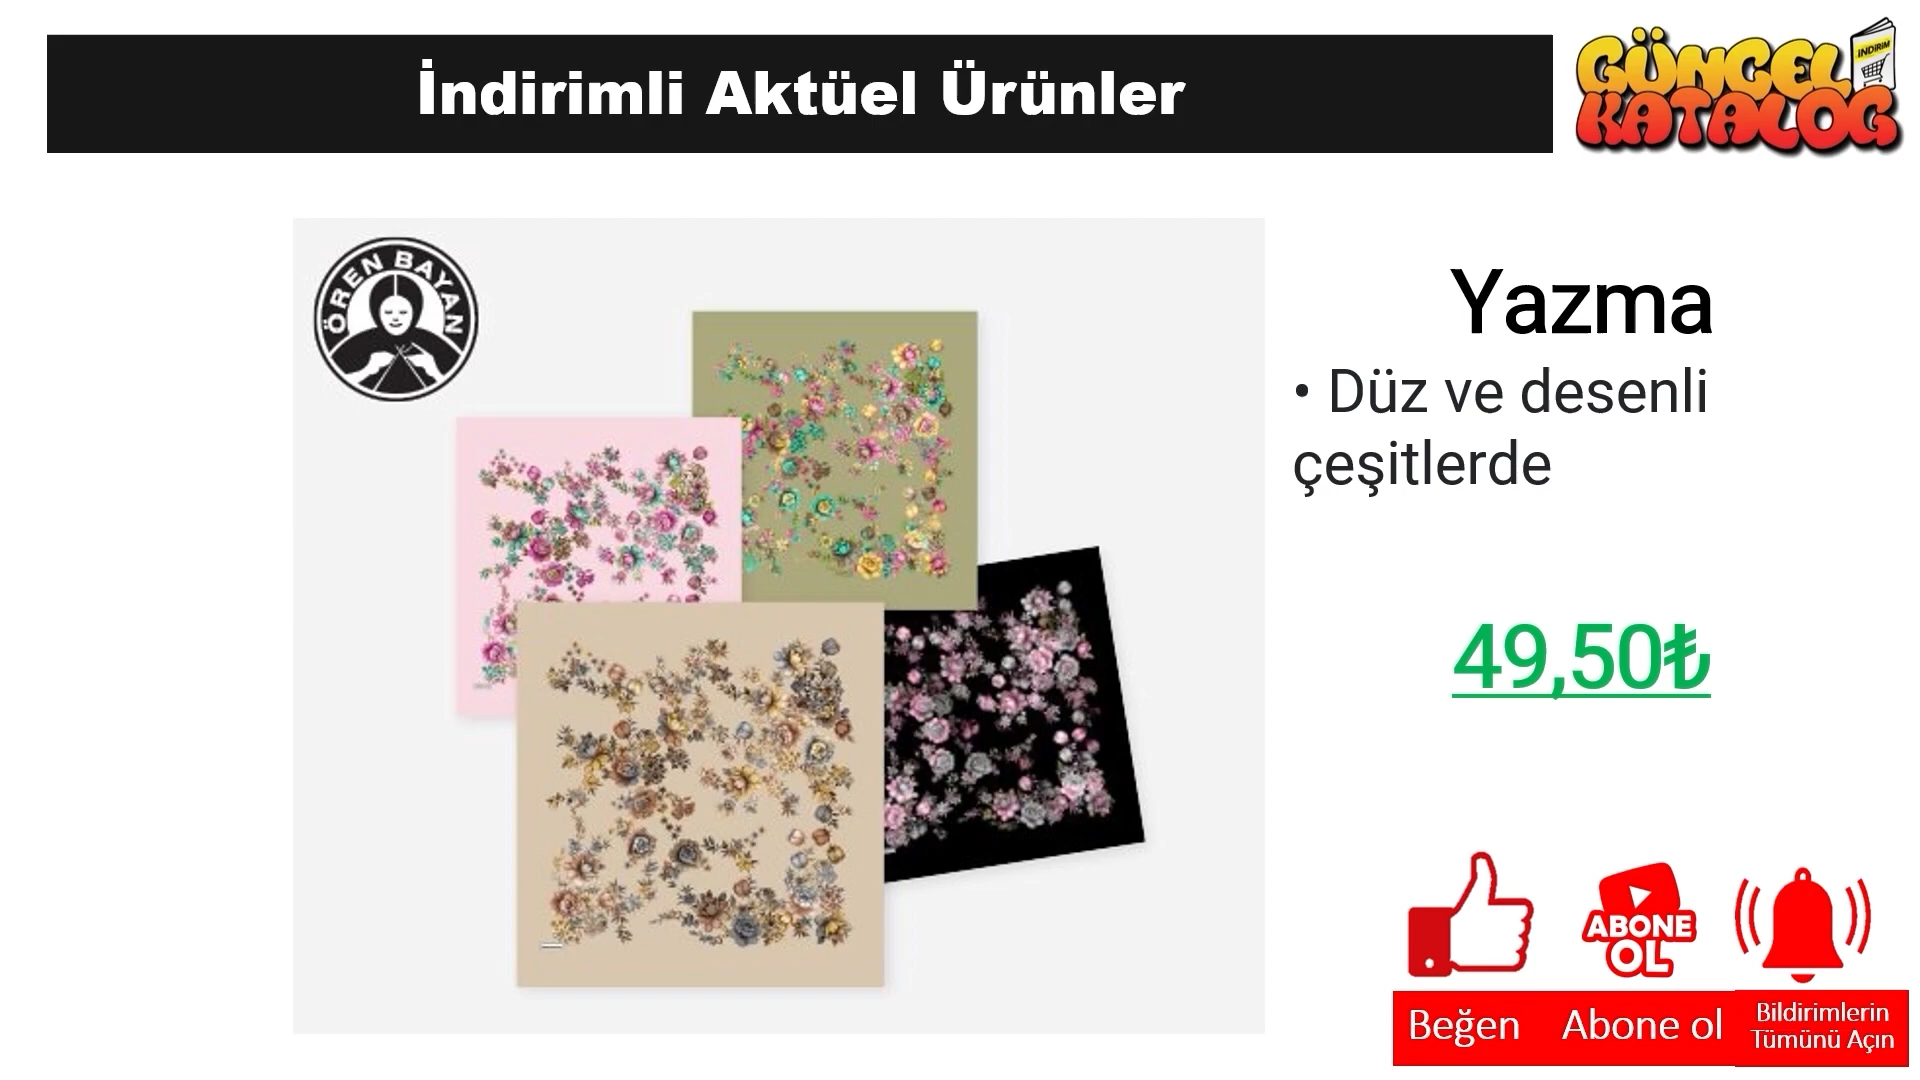 İndirimli Aktüel Ürünler
GÜNCEL
KATALOG
İNDİRİM
ÖREN BAYAN
Yazma
• Düz ve desenli
çeşitlerde
49,50₺
ABONE
OL
Beğen
Abone ol
Bildirimlerin
Tümünü Açın